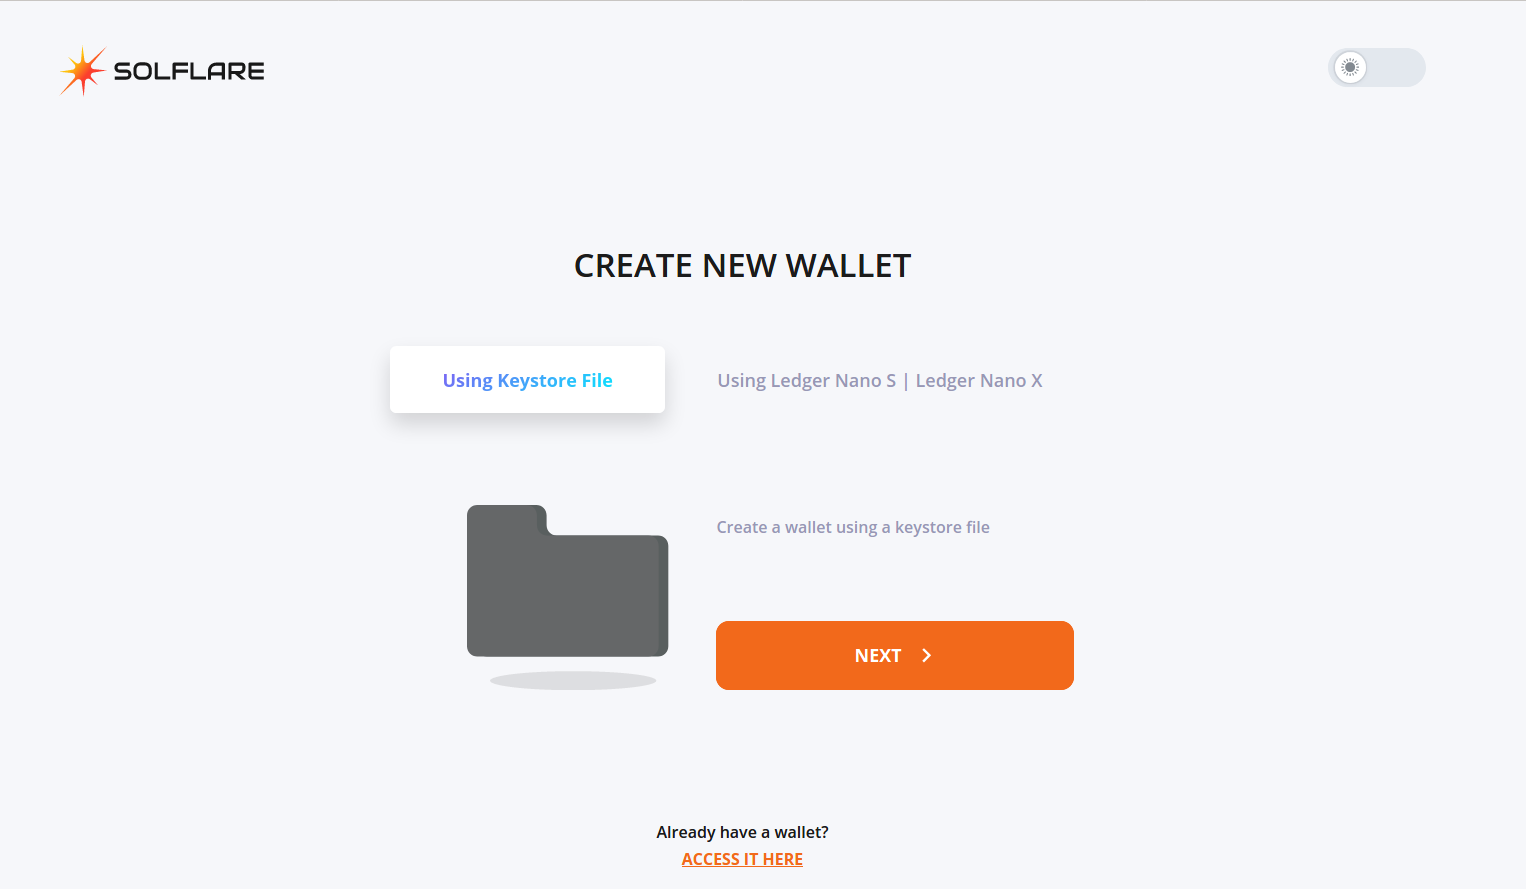 SOLFLARE
CREATE NEW WALLET
Using Keystore File
Using Ledger Nano S | Ledger Nano X
Create a wallet using a keystore file
NEXT
Already have a wallet?
ACCESS IT HERE